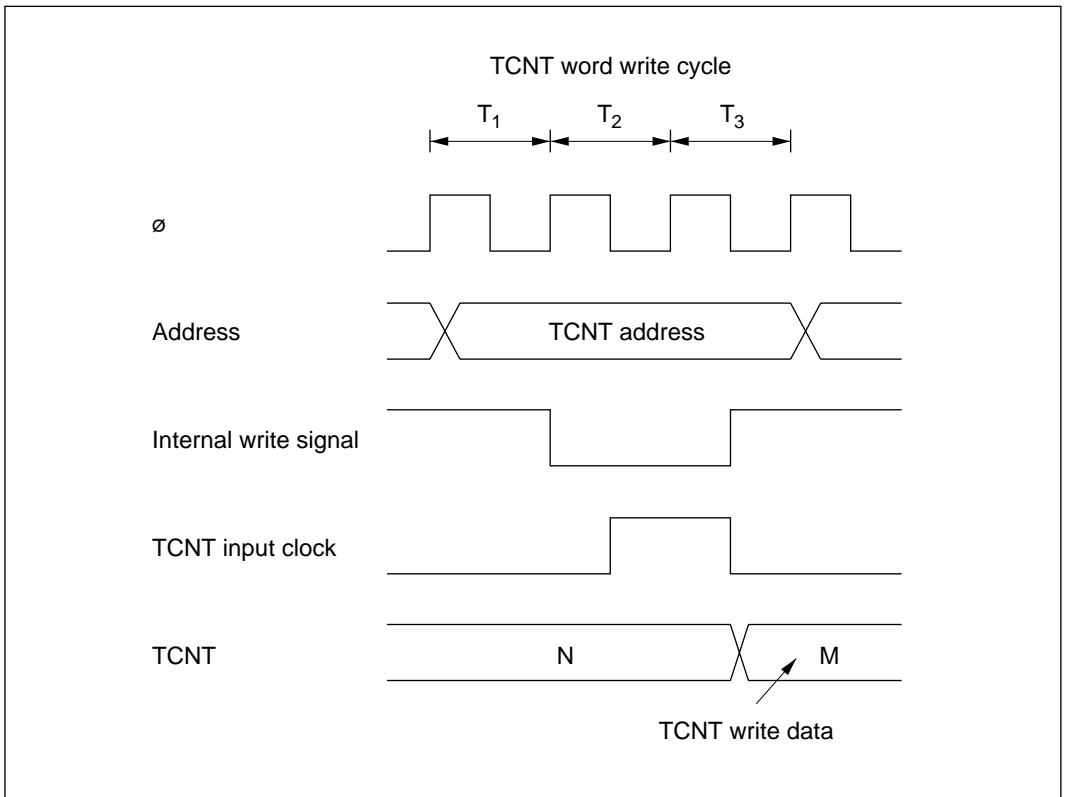 TCNT word write cycle
T1 T2 T3
ø
Address TCNT address
Internal write signal
TCNT input clock
TCNT N M
TCNT write data